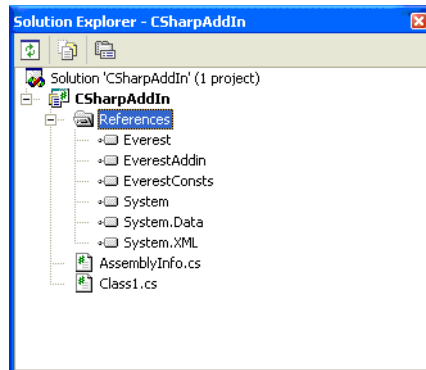 Solution Explorer - CSharpAddIn
Solution 'CSharpAddIn' (1 project)
CSharpAddIn
References
Everest
EverestAddin
EverestConsts
System
System.Data
System.XML
AssemblyInfo.cs
Class1.cs